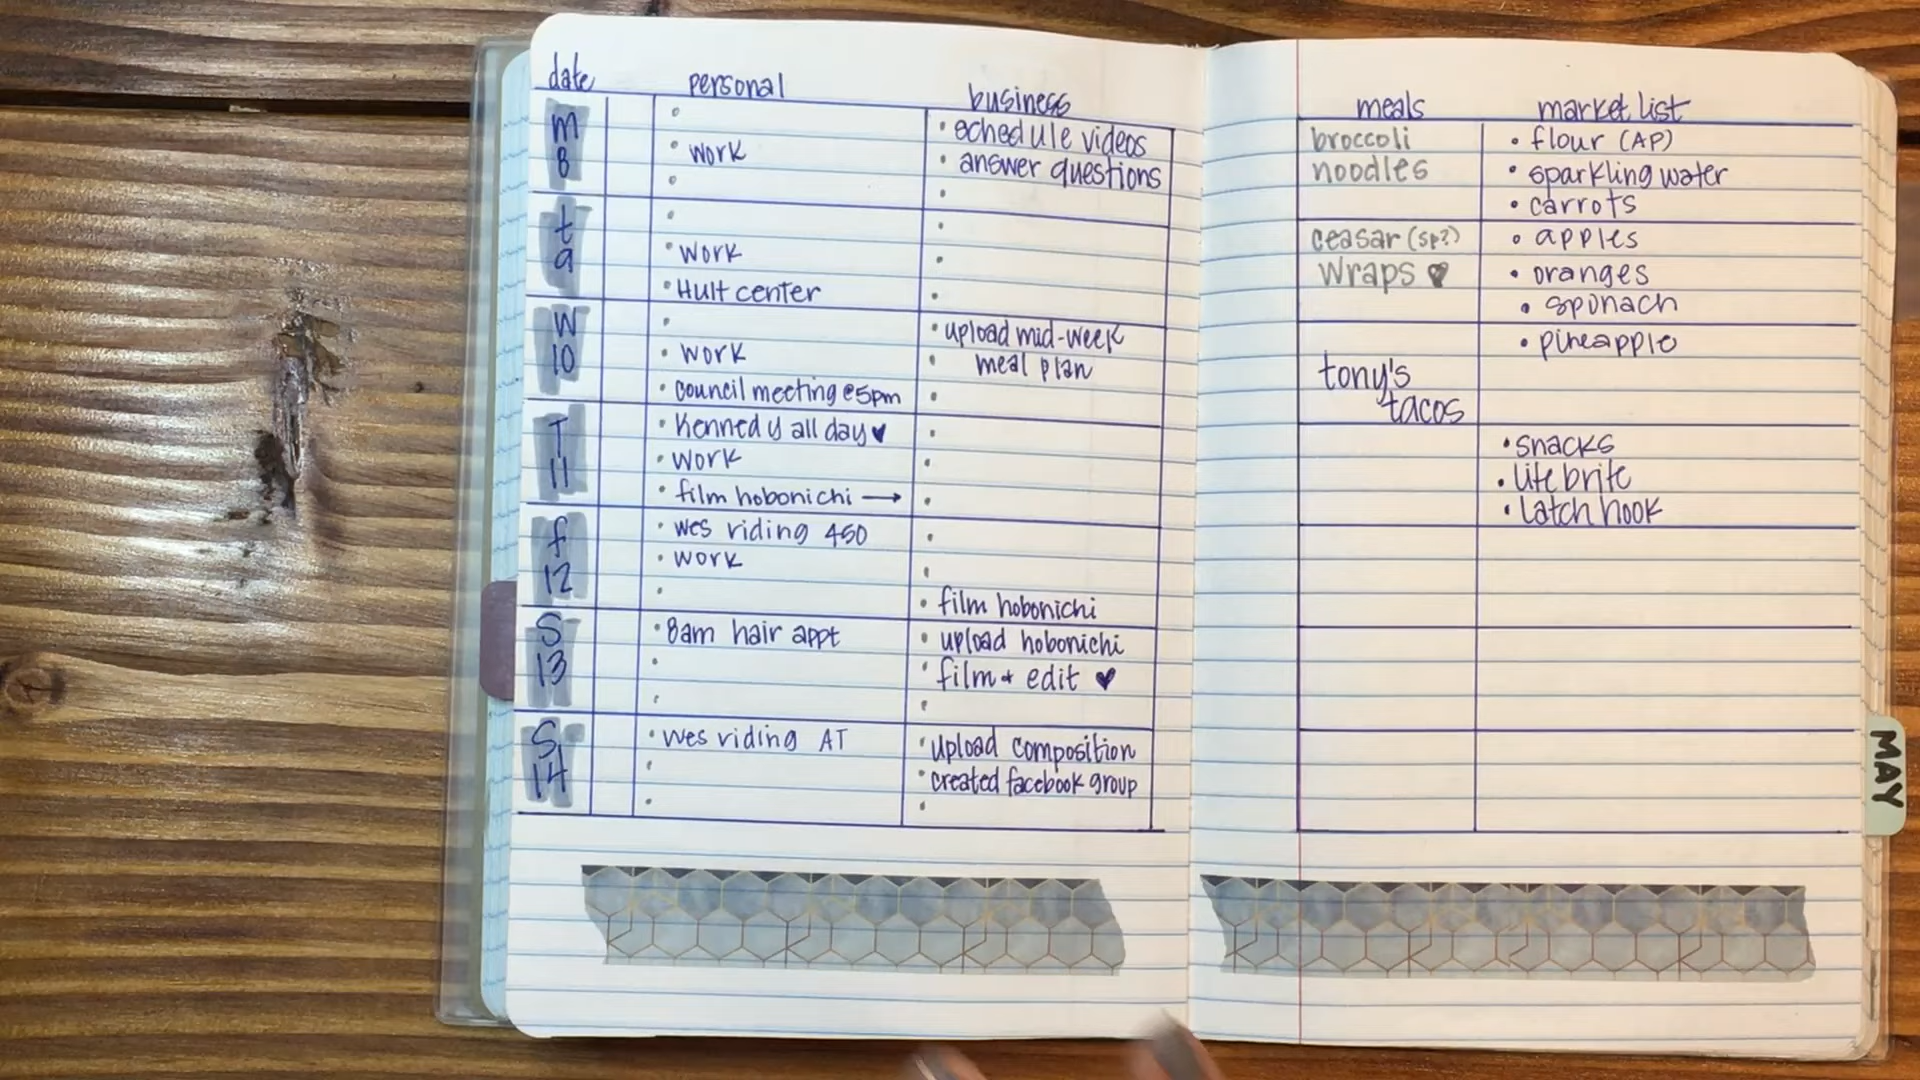 date personal business
m
8
• work
• schedule videos
• answer questions
t
9
• work
• Hult center
W
10
• work
• council meeting @5pm
• upload mid-week
meal plan
T
11
• Kennedy all day ♥
• work
• film hobonichi →
f
12
• wes riding 450
• work
• film hobonichi
S
13
• 8am hair appt
• upload hobonichi
• film + edit ♥
S
14
• wes riding AT
• upload composition
• created facebook group
meals market list
broccoli
noodles
• flour (AP)
• sparkling water
• carrots
ceasar (sp?)
wraps ♥
• apples
• oranges
• sponach
tony's
tacos
• pineapple
• snacks
• lite brite
• latch hook
MAY